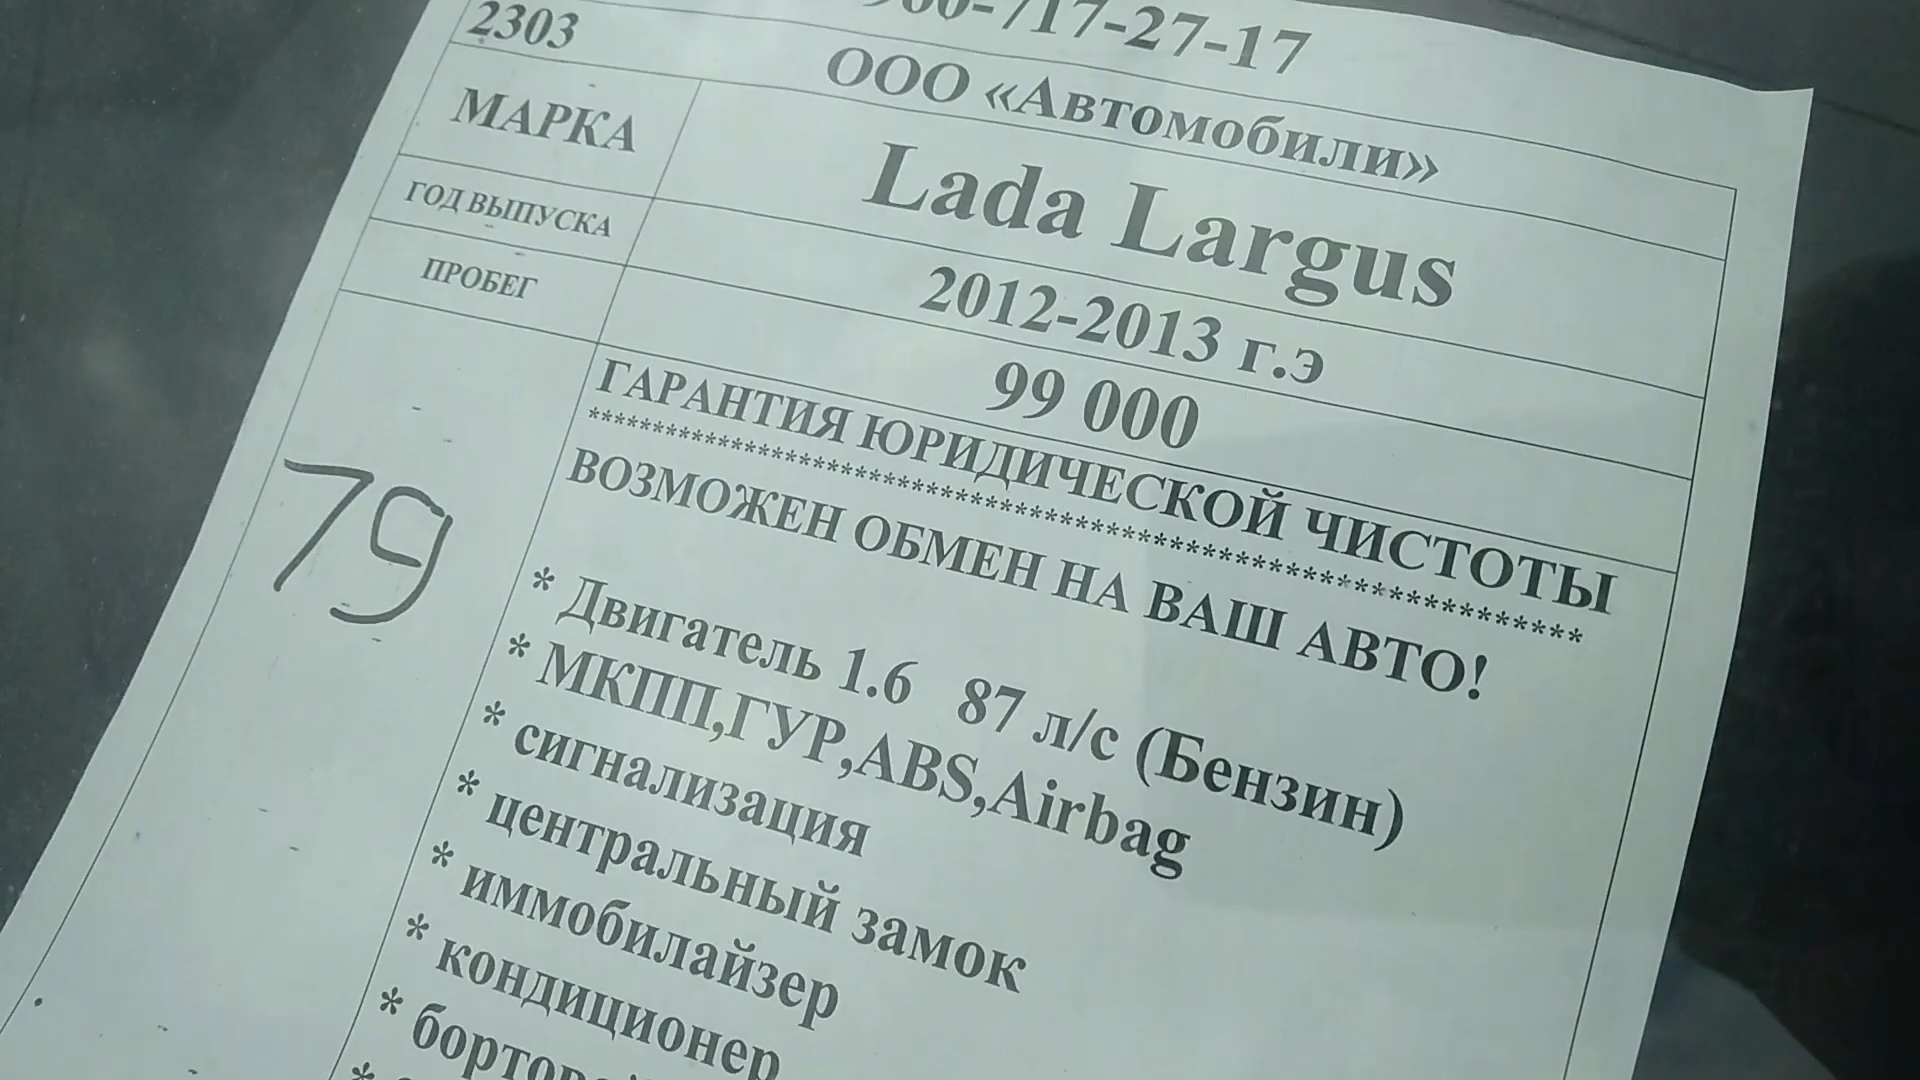 717-27-17
2303
ООО «Автомобили»
МАРКА
Lada Largus
ГОД ВЫПУСКА
2012-2013 г.э
ПРОБЕГ
99 000
ГАРАНТИЯ ЮРИДИЧЕСКОЙ ЧИСТОТЫ
*****************************************************************************
ВОЗМОЖЕН ОБМЕН НА ВАШ АВТО!
79
* Двигатель 1.6 87 л/с (Бензин)
* МКПП,ГУР,ABS,Airbag
* сигнализация
* центральный замок
* иммобилайзер
* кондиционер
*